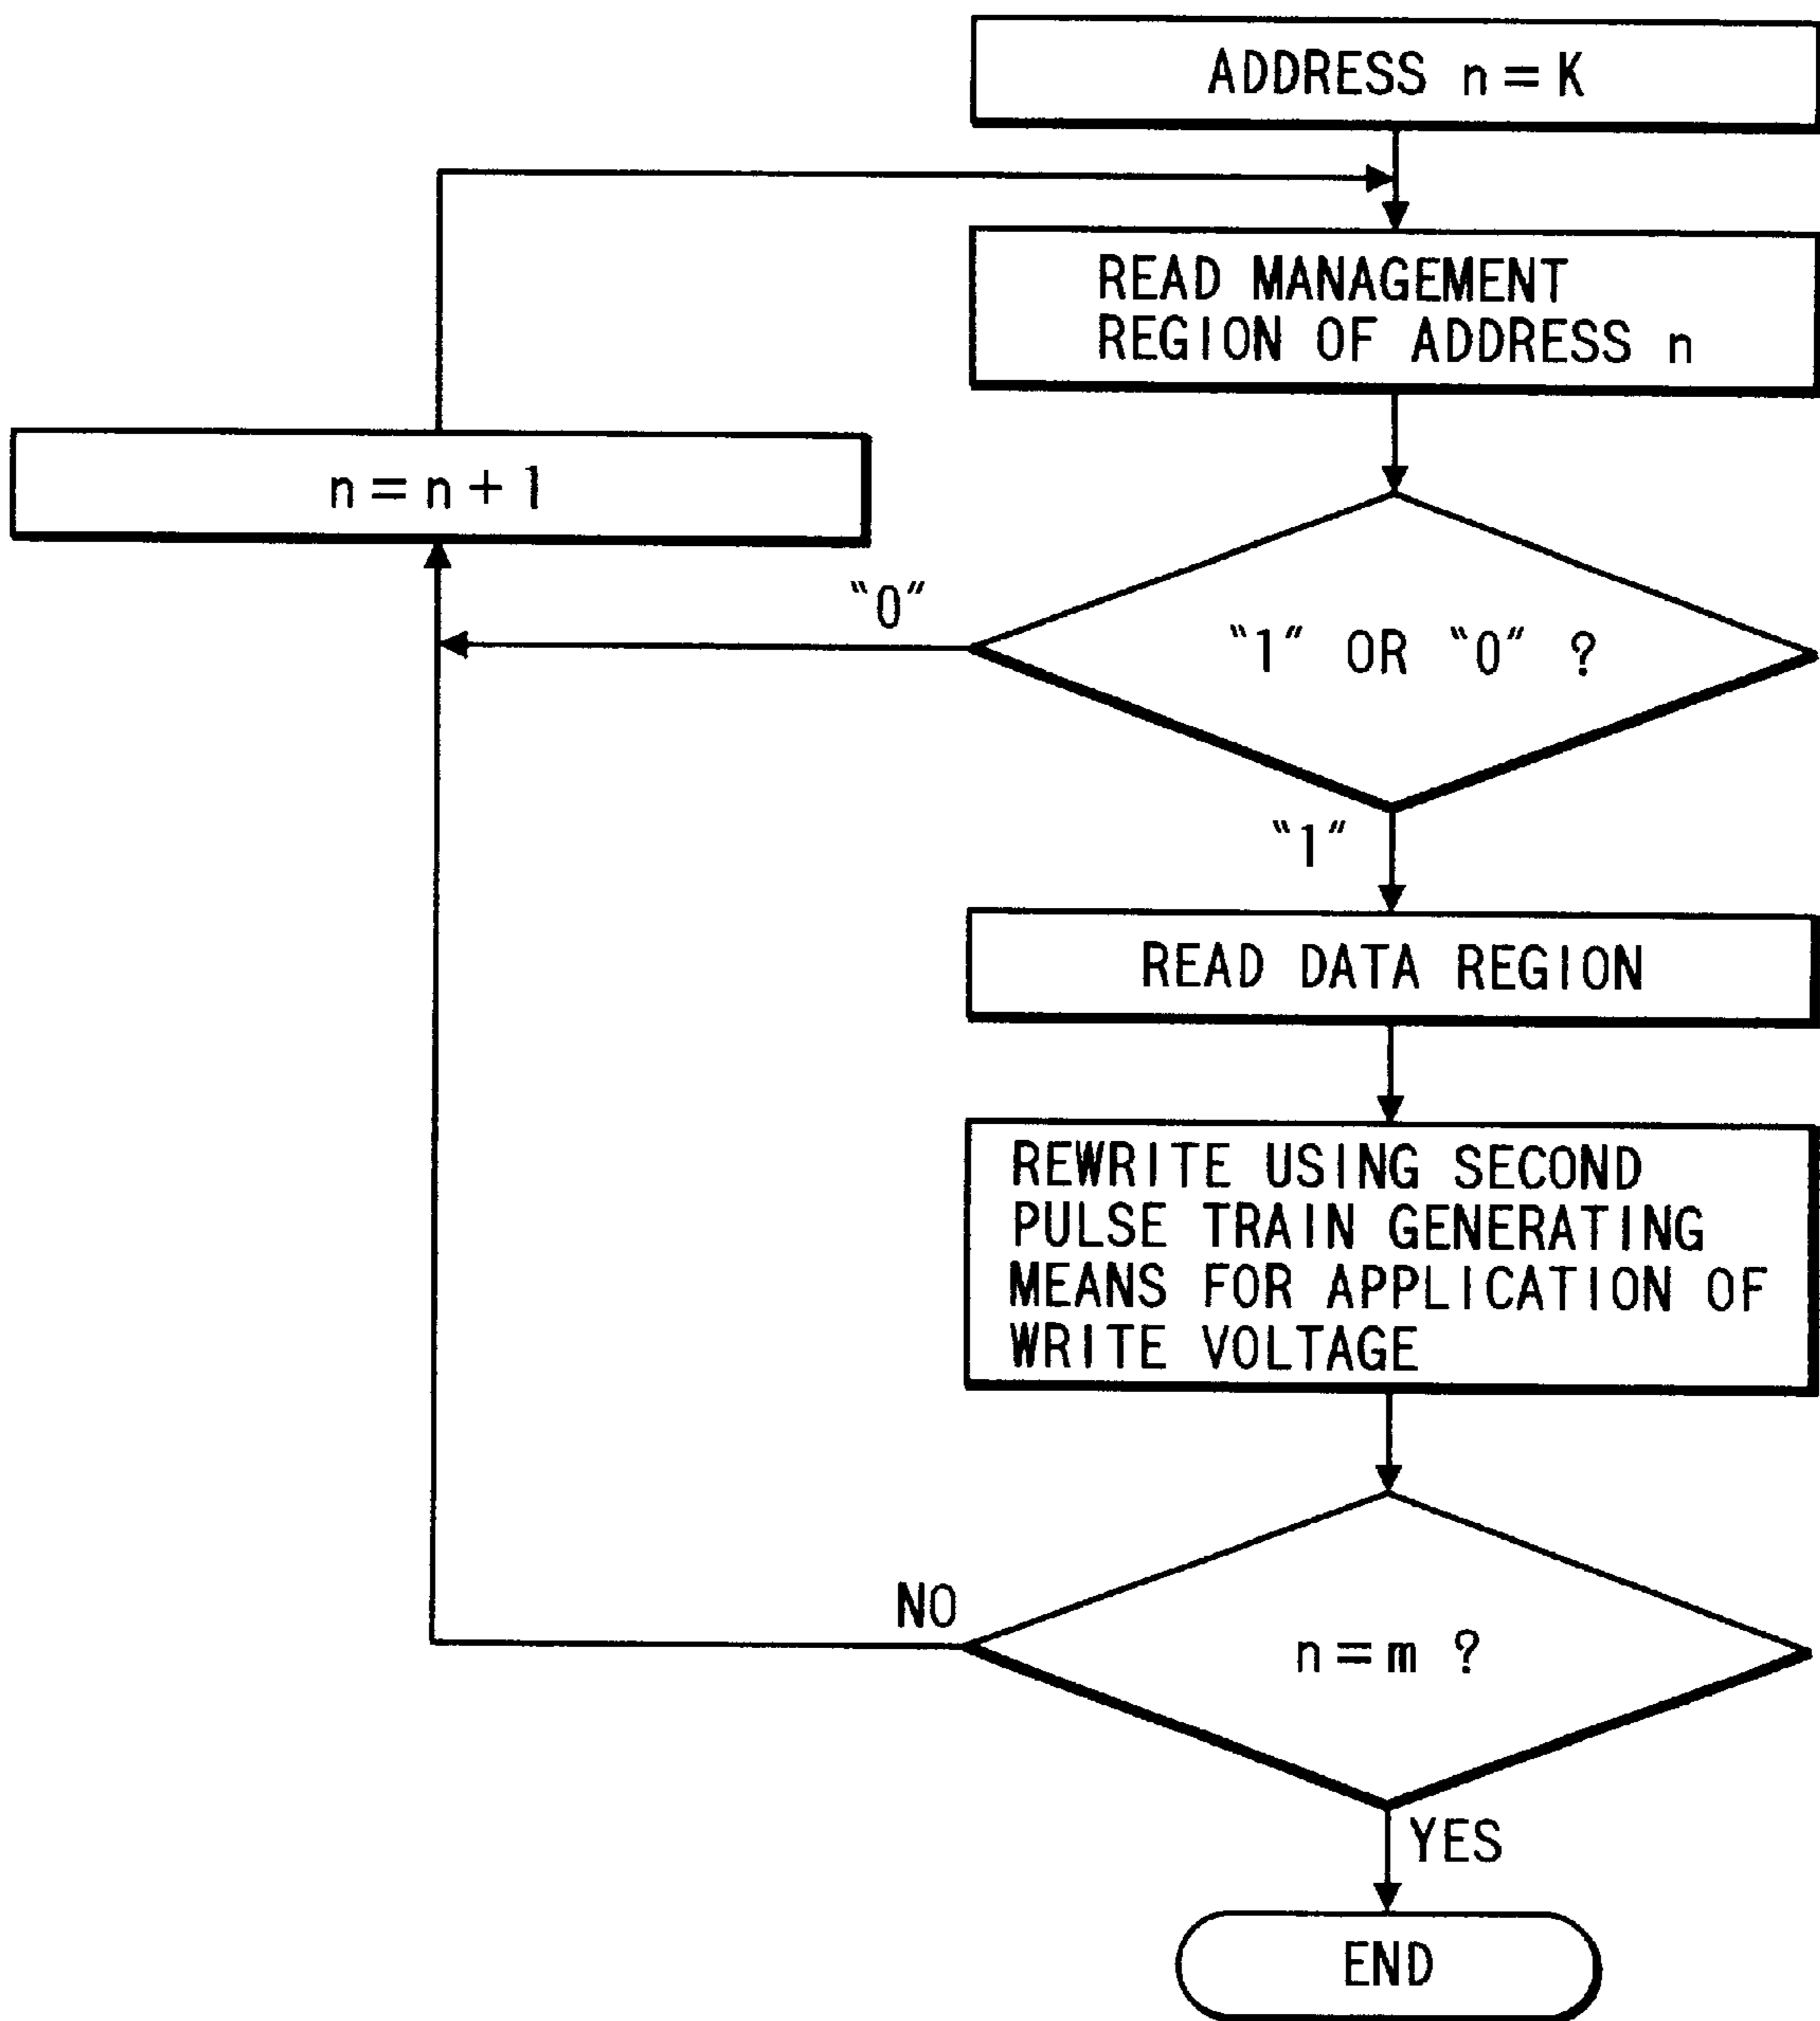 ADDRESS n = K
READ MANAGEMENT
REGION OF ADDRESS n
n = n + 1
"0"
"1" OR "0" ?
"1"
READ DATA REGION
REWRITE USING SECOND
PULSE TRAIN GENERATING
MEANS FOR APPLICATION OF
WRITE VOLTAGE
NO
n = m ?
YES
END